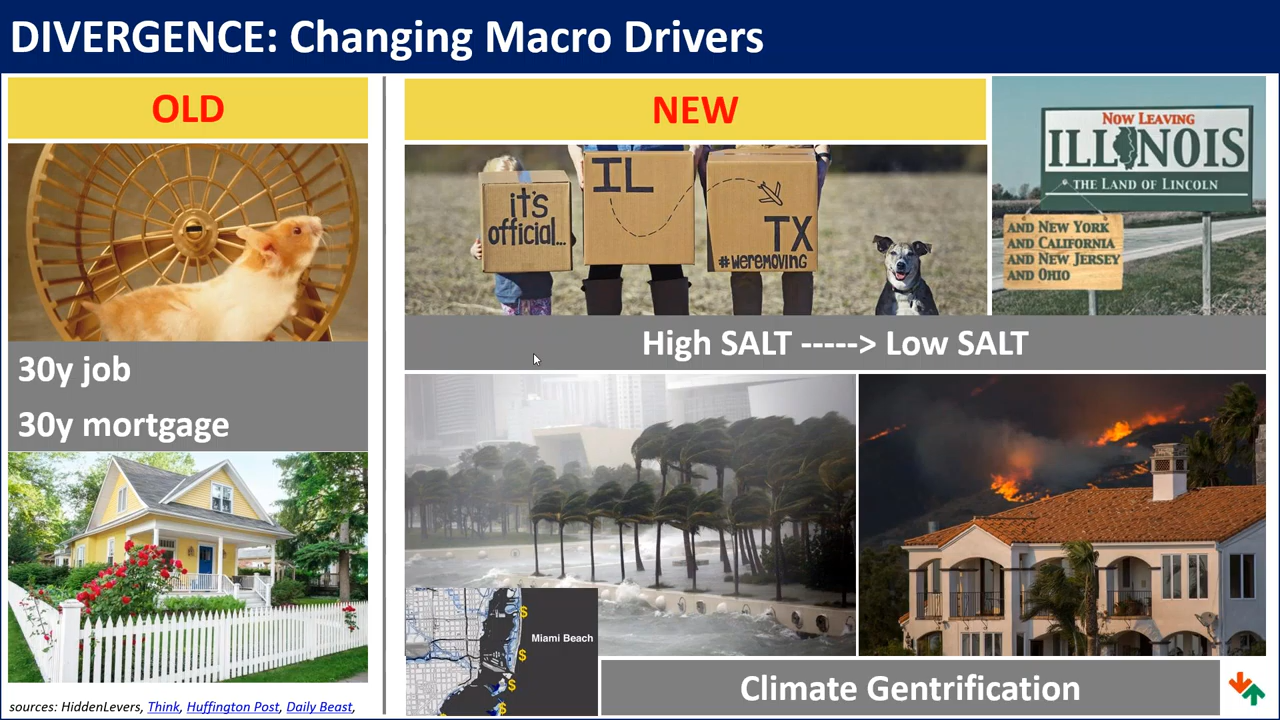 DIVERGENCE: Changing Macro Drivers
OLD
30y job
30y mortgage
sources: HiddenLevers, Think, Huffington Post, Daily Beast,
NEW
it's
official...
IL
TX
#WEREMOVING
NOW LEAVING
ILLINOIS
THE LAND OF LINCOLN
AND NEW YORK
AND CALIFORNIA
AND NEW JERSEY
AND OHIO
High SALT -----> Low SALT
$
Miami Beach
$
$
$
Climate Gentrification